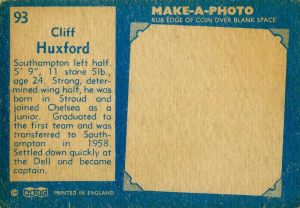 93
Cliff
Huxford
Southampton left half.
5' 9", 11 stone 5lb.,
age 24. Strong, deter-
mined wing half, he was
born in Stroud and
joined Chelsea as a
junior. Graduated to
the first team and was
transferred to South-
ampton in 1958.
Settled down quickly at
the Dell and became
captain.
PRINTED IN ENGLAND
MAKE-A-PHOTO
RUB EDGE OF COIN OVER BLANK SPACE